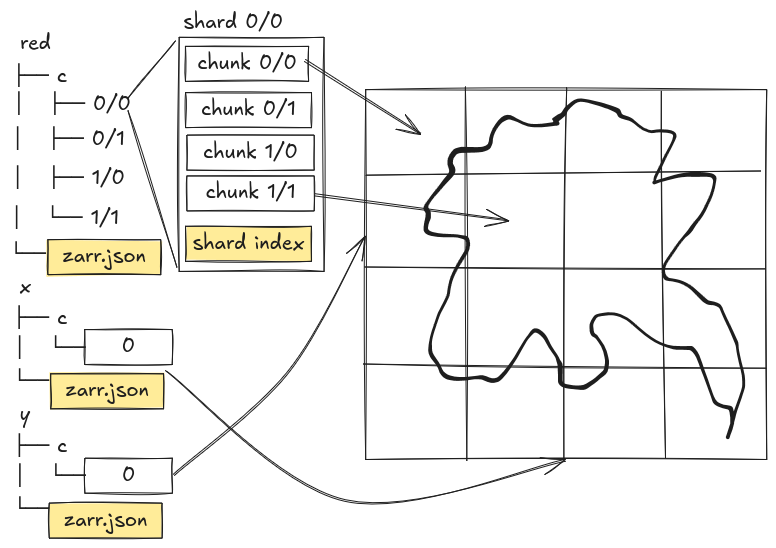 red
c
0/0
0/1
1/0
1/1
zarr.json
shard 0/0
chunk 0/0
chunk 0/1
chunk 1/0
chunk 1/1
shard index
x
c
0
zarr.json
y
c
0
zarr.json